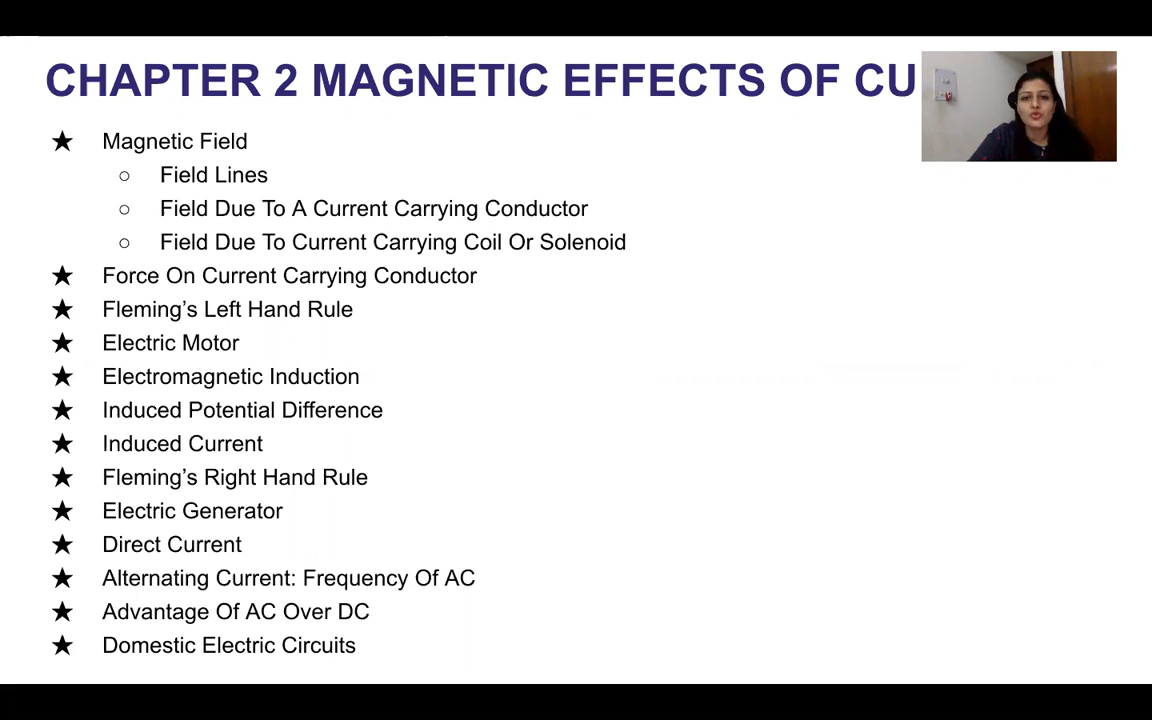 CHAPTER 2 MAGNETIC EFFECTS OF CU
★ Magnetic Field
○ Field Lines
○ Field Due To A Current Carrying Conductor
○ Field Due To Current Carrying Coil Or Solenoid
★ Force On Current Carrying Conductor
★ Fleming’s Left Hand Rule
★ Electric Motor
★ Electromagnetic Induction
★ Induced Potential Difference
★ Induced Current
★ Fleming’s Right Hand Rule
★ Electric Generator
★ Direct Current
★ Alternating Current: Frequency Of AC
★ Advantage Of AC Over DC
★ Domestic Electric Circuits